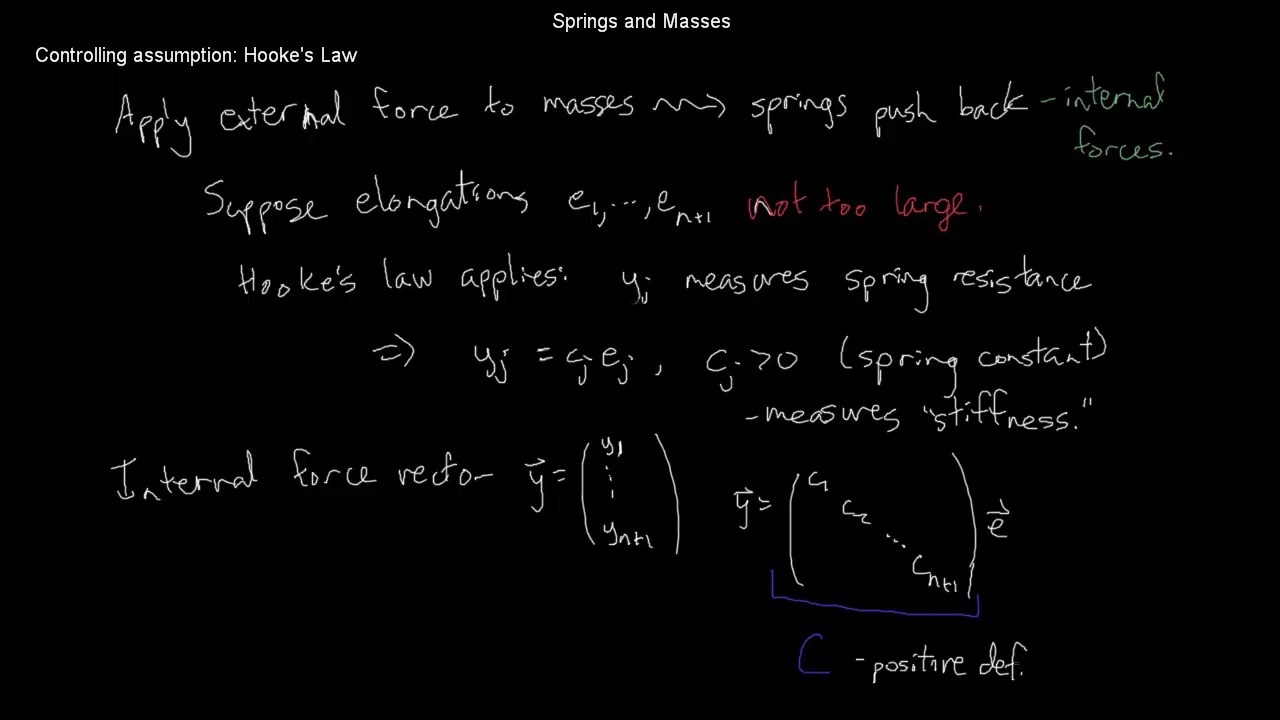 Springs and Masses
Controlling assumption: Hooke's Law
Apply external force to masses ⇝ springs push back - internal forces.
Suppose elongations e₁, ..., eₙ₊₁ not too large.
Hooke's law applies: yⱼ measures spring resistance
⇒ yⱼ = cⱼ eⱼ, cⱼ > 0 (spring constant)
- measures "stiffness."
Internal force vector y⃗ = (y₁ ⋮ yₙ₊₁) y⃗ = (c₁ c₂ ⋱ cₙ₊₁) e⃗
C - positive def.